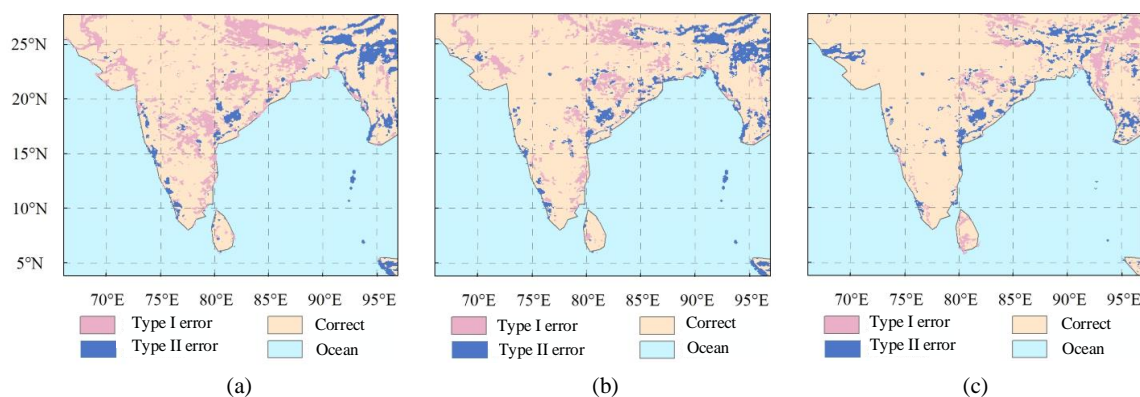 25°N
20°N
15°N
10°N
5°N
70°E 75°E 80°E 85°E 90°E 95°E 70°E 75°E 80°E 85°E 90°E 95°E 70°E 75°E 80°E 85°E 90°E 95°E
Type I error Correct Type I error Correct Type I error Correct
Type II error Ocean Type II error Ocean Type II error Ocean
(a) (b) (c)